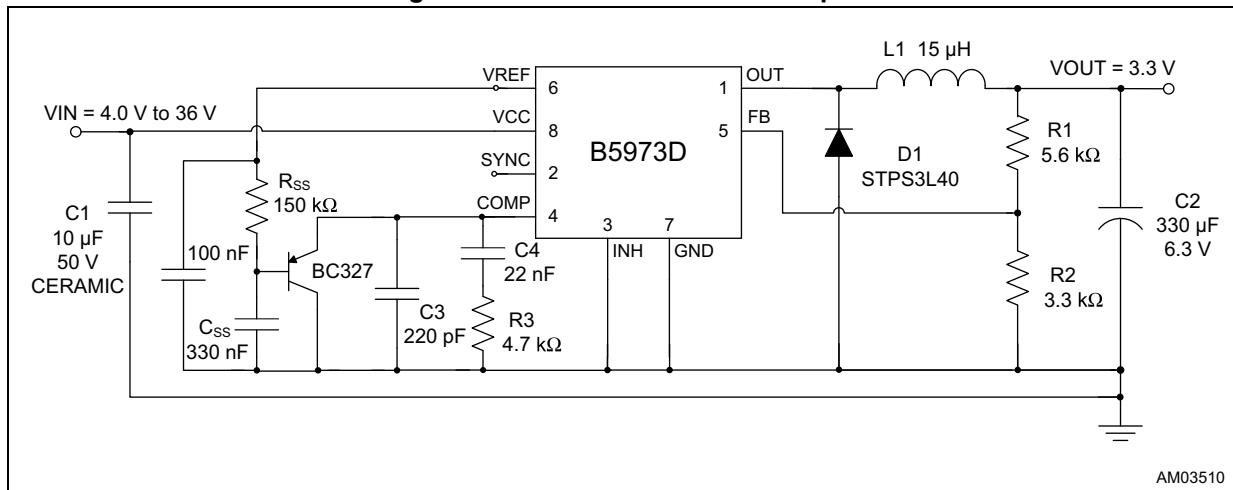 L1 15 µH
VREF
OUT
VOUT = 3.3 V
6
1
VIN = 4.0 V to 36 V
VCC
FB
8
5
R1
5.6 kΩ
B5973D
SYNC
2
D1
STPS3L40
RSS
150 kΩ
COMP
4
C1
10 µF
50 V
CERAMIC
3
7
C2
330 µF
6.3 V
100 nF
BC327
C4
22 nF
INH
GND
R2
3.3 kΩ
CSS
330 nF
C3
220 pF
R3
4.7 kΩ
AM03510